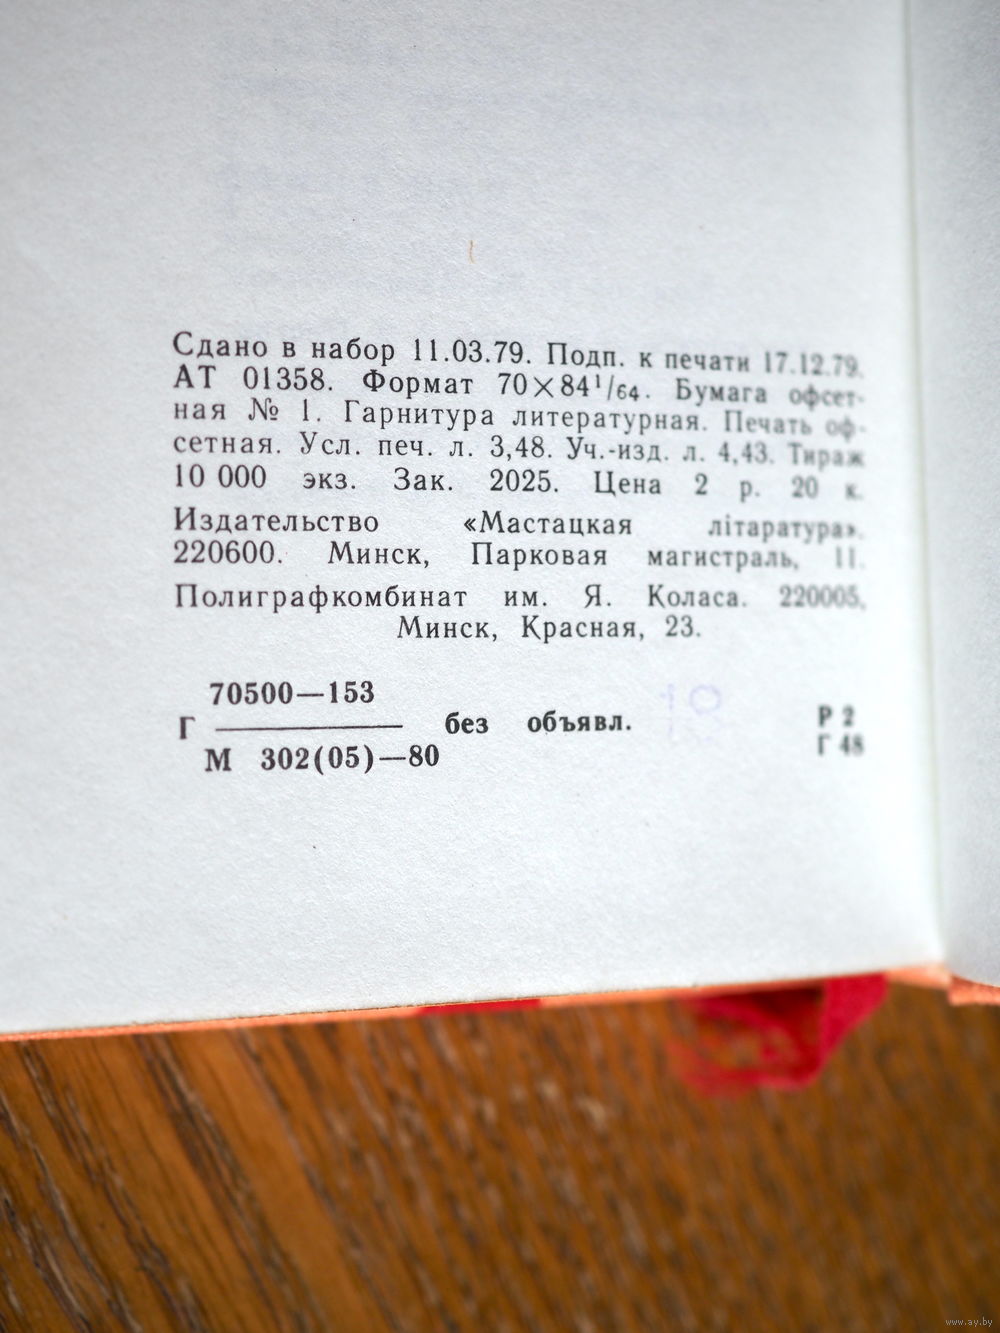 Сдано в набор 11.03.79. Подп. к печати 17.12.79.
АТ 01358. Формат 70×84¹/₆₄. Бумага офсет-
ная № 1. Гарнитура литературная. Печать оф-
сетная. Усл. печ. л. 3,48. Уч.-изд. л. 4,43. Тираж
10 000 экз. Зак. 2025. Цена 2 р. 20 к.
Издательство «Мастацкая літаратура».
220600. Минск, Парковая магистраль, 11.
Полиграфкомбинат им. Я. Коласа. 220005,
Минск, Красная, 23.
70500—153
Г ——— без объявл.
М 302(05)—80
Р 2
Г 48
www.ay.by